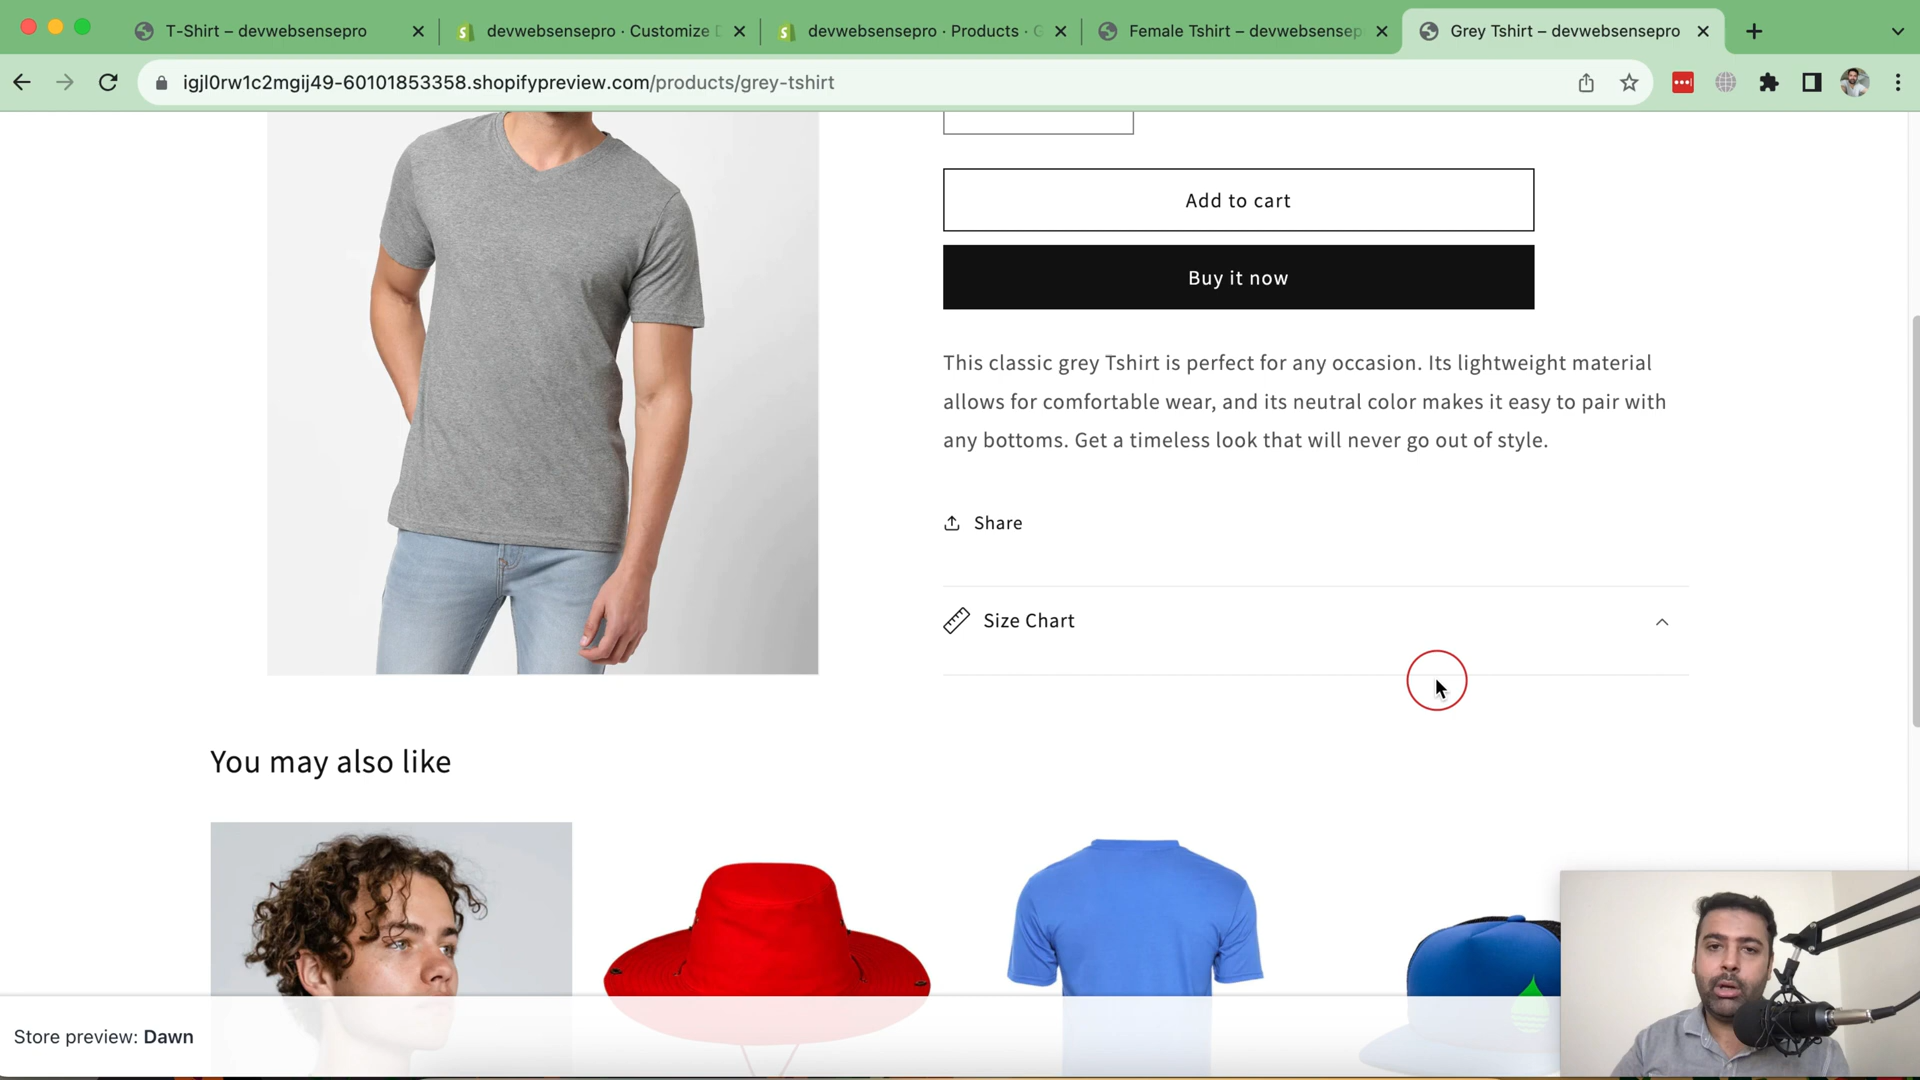 T-Shirt – devwebsensepro
devwebsensepro · Customize
devwebsensepro · Products ·
Female Tshirt – devwebsensep
Grey Tshirt – devwebsensepro
igjl0rw1c2mgij49-60101853358.shopifypreview.com/products/grey-tshirt
Add to cart
Buy it now
This classic grey Tshirt is perfect for any occasion. Its lightweight material
allows for comfortable wear, and its neutral color makes it easy to pair with
any bottoms. Get a timeless look that will never go out of style.
Share
Size Chart
You may also like
Store preview: Dawn